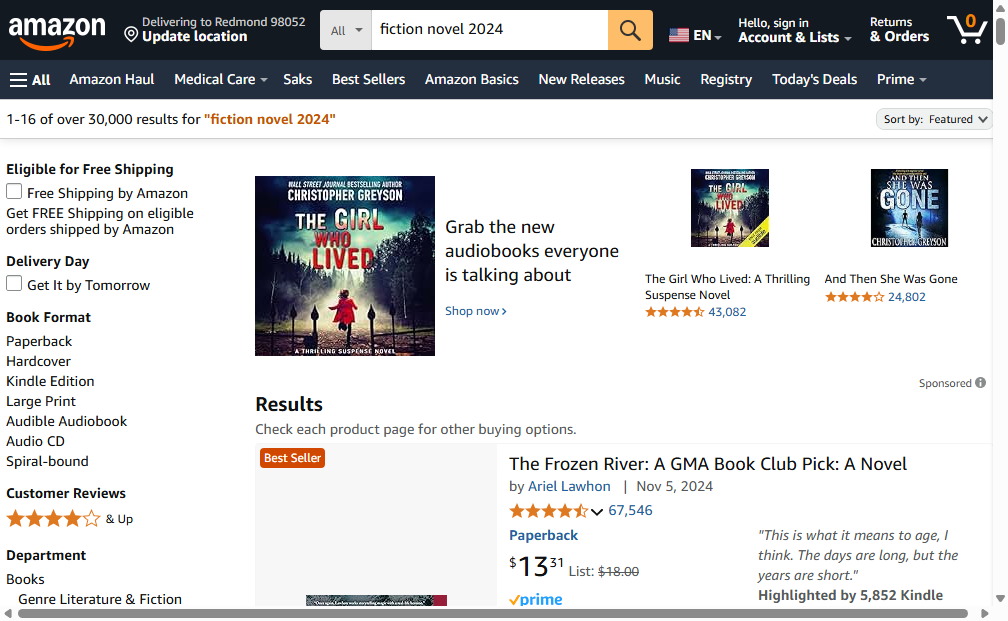 amazon
Delivering to Redmond 98052
Update location
All
fiction novel 2024
EN
Hello, sign in
Account & Lists
Returns
& Orders
0
All
Amazon Haul
Medical Care
Saks
Best Sellers
Amazon Basics
New Releases
Music
Registry
Today's Deals
Prime
1-16 of over 30,000 results for "fiction novel 2024"
Sort by: Featured
Eligible for Free Shipping
Free Shipping by Amazon
Get FREE Shipping on eligible
orders shipped by Amazon
Delivery Day
Get It by Tomorrow
Book Format
Paperback
Hardcover
Kindle Edition
Large Print
Audible Audiobook
Audio CD
Spiral-bound
Customer Reviews
& Up
Department
Books
Genre Literature & Fiction
WALL STREET JOURNAL BESTSELLING AUTHOR
CHRISTOPHER GREYSON
THE GIRL
WHO
LIVED
A THRILLING SUSPENSE NOVEL
Grab the new
audiobooks everyone
is talking about
Shop now
CHRISTOPHER GREYSON
THE GIRL
WHO
LIVED
The Girl Who Lived: A Thrilling
Suspense Novel
43,082
AND THEN
SHE WAS
GONE
CHRISTOPHER GREYSON
And Then She Was Gone
24,802
Sponsored
Results
Check each product page for other buying options.
Best Seller
The Frozen River: A GMA Book Club Pick: A Novel
by Ariel Lawhon | Nov 5, 2024
67,546
Paperback
$13 31 List: $18.00
prime
"This is what it means to age, I
think. The days are long, but the
years are short."
Highlighted by 5,852 Kindle